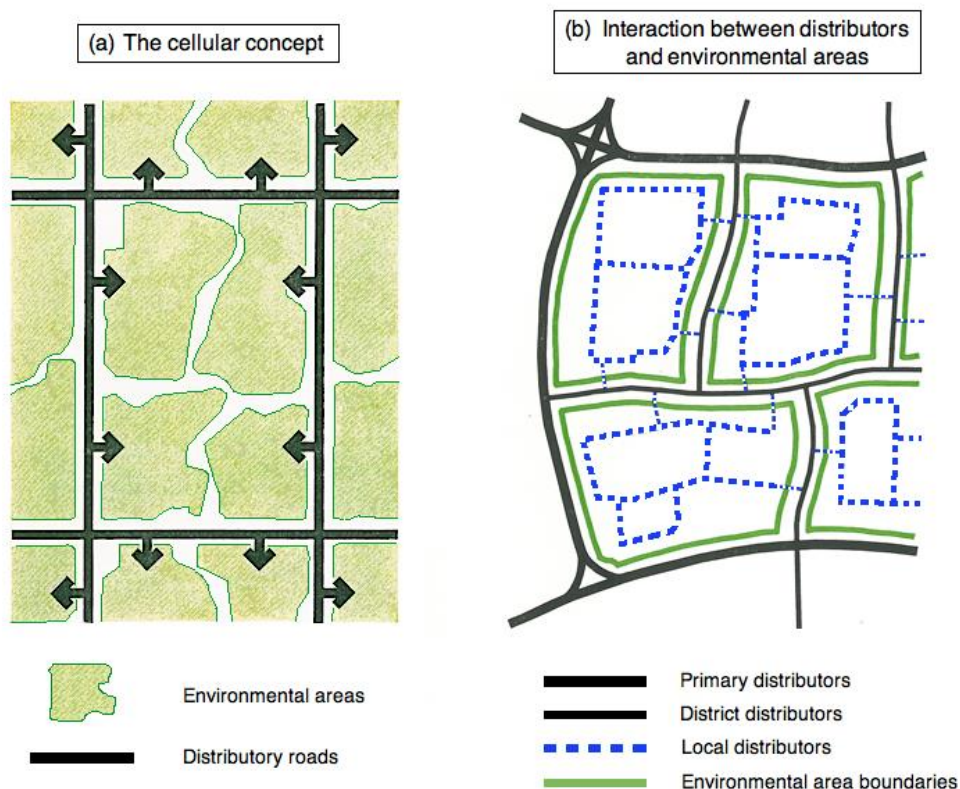 (a) The cellular concept
(b) Interaction between distributors
and environmental areas
Environmental areas
Distributory roads
Primary distributors
District distributors
Local distributors
Environmental area boundaries